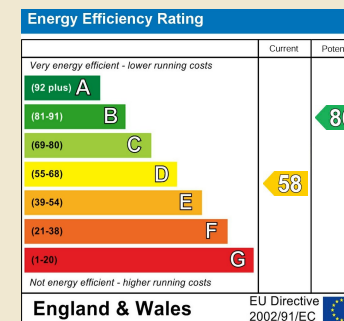 Energy Efficiency Rating
Current
Very energy efficient - lower running costs
(92 plus) A
(81-91) B
(69-80) C
(55-68) D
58
(39-54) E
(21-38) F
(1-20) G
Not energy efficient - higher running costs
England & Wales
EU Directive
2002/91/EC